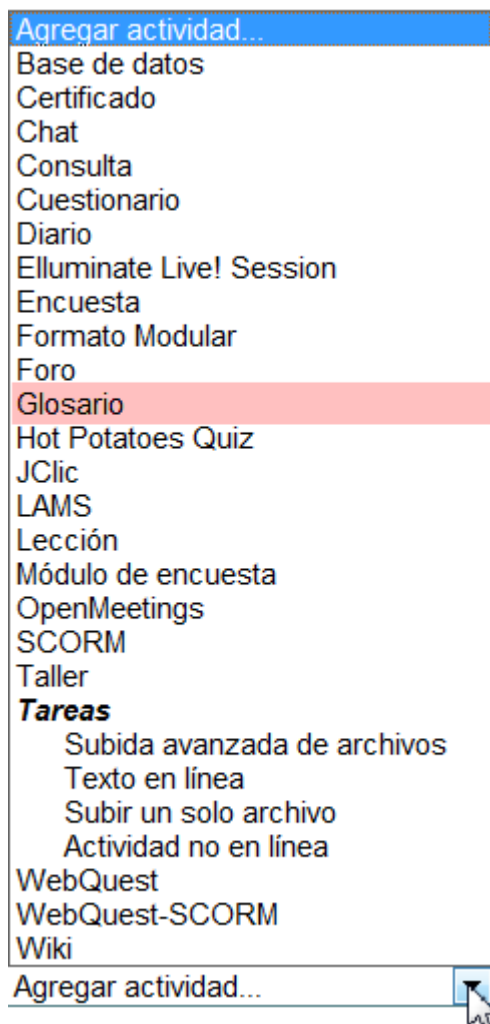 Agregar actividad...
Base de datos
Certificado
Chat
Consulta
Cuestionario
Diario
Elluminate Live! Session
Encuesta
Formato Modular
Foro
Glosario
Hot Potatoes Quiz
JClic
LAMS
Lección
Módulo de encuesta
OpenMeetings
SCORM
Taller
Tareas
Subida avanzada de archivos
Texto en línea
Subir un solo archivo
Actividad no en línea
WebQuest
WebQuest-SCORM
Wiki
Agregar actividad...